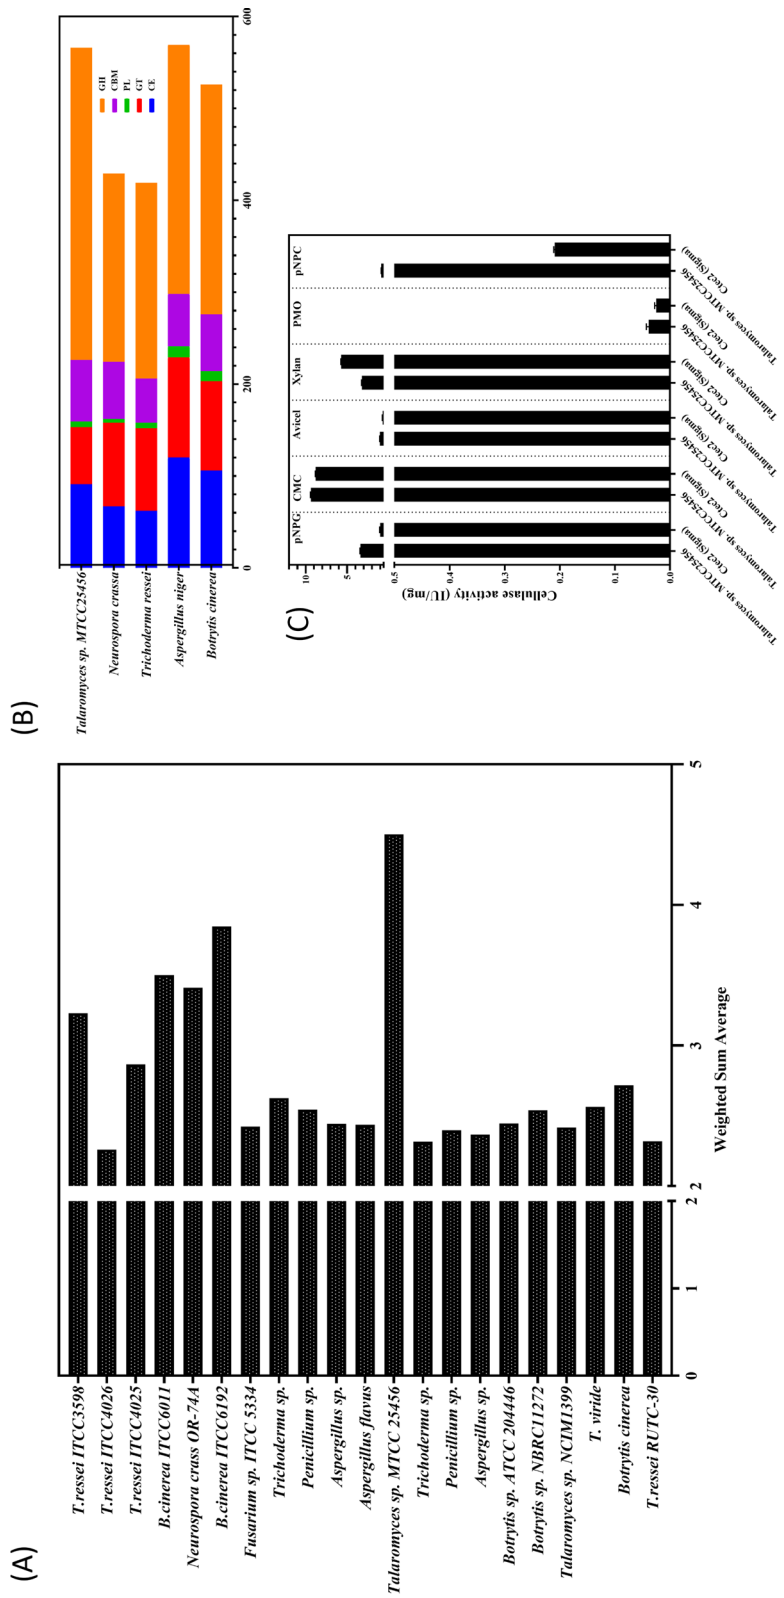 (A)
T.ressei ITCC3598
T.ressei ITCC4026
T.ressei ITCC4025
B.cinerea ITCC6011
Neurospora crass OR-74A
B.cinerea ITCC6192
Fusarium sp. ITCC 5334
Trichoderma sp.
Penicillium sp.
Aspergillus sp.
Aspergillus flavus
Talaromyces sp. MTCC 25456
Trichoderma sp.
Penicillium sp.
Aspergillus sp.
Botrytis sp. ATCC 204446
Botrytis sp. NBRC11272
Talaromyces sp. NCIM1399
T. viride
Botrytis cinerea
T.ressei RUTC-30
0 1 2 2 3 4 5
Weighted Sum Average
(B)
Talaromyces sp. MTCC25456
Neurospora crassa
Trichoderma ressei
Aspergillus niger
Botrytis cinerea
0 200 400 600
GH
CBM
PL
GT
CE
(C)
Cellulase activity (IU/mg)
10
5
0.5
0.4
0.3
0.2
0.1
0.0
pNPG CMC Avicel Xylan PMO pNPC
Talaromyces sp. MTCC25456
Ctec2 (Sigma)
Talaromyces sp. MTCC25456
Ctec2 (Sigma)
Talaromyces sp. MTCC25456
Ctec2 (Sigma)
Talaromyces sp. MTCC25456
Ctec2 (Sigma)
Talaromyces sp. MTCC25456
Ctec2 (Sigma)
Talaromyces sp. MTCC25456
Ctec2 (Sigma)